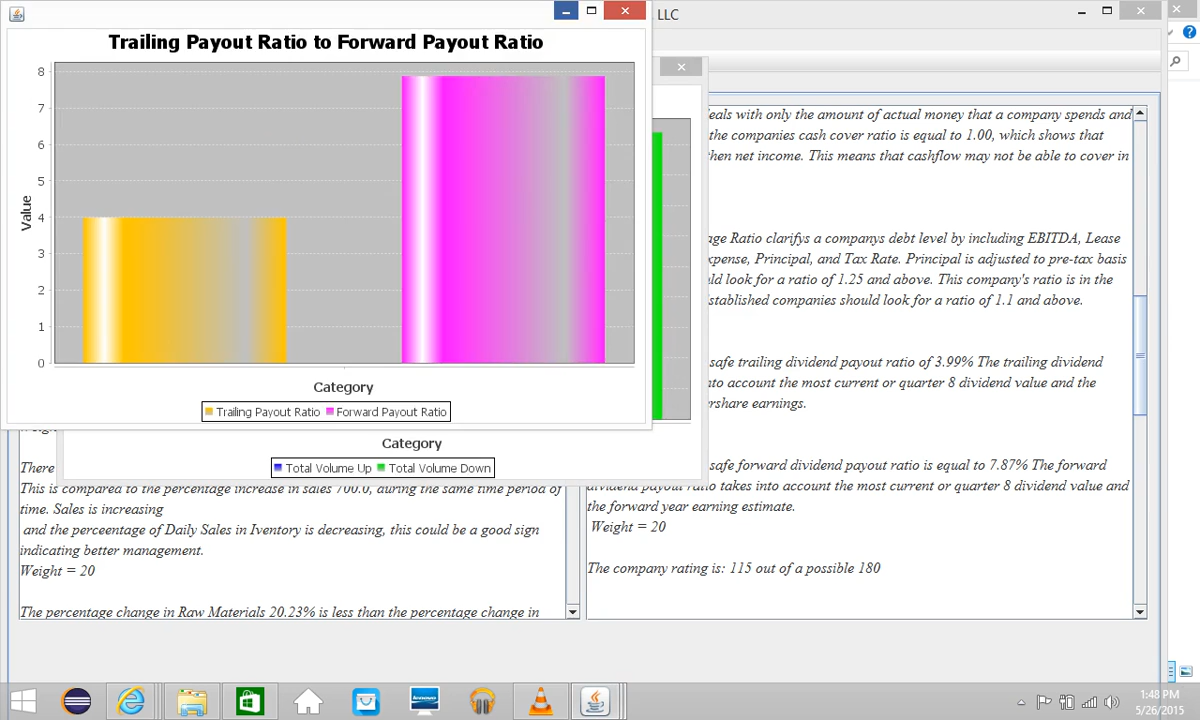 LLC
Trailing Payout Ratio to Forward Payout Ratio
8
7
6
5
4
3
2
1
0
Value
Category
Trailing Payout Ratio Forward Payout Ratio
Category
Total Volume Up Total Volume Down
There
This is compared to the percentage increase in sales 700.0, during the same time period of
time. Sales is increasing
and the perceentage of Daily Sales in Iventory is decreasing, this could be a good sign
indicating better management.
Weight = 20
The percentage change in Raw Materials 20.23% is less than the percentage change in
deals with only the amount of actual money that a company spends and
the companies cash cover ratio is equal to 1.00, which shows that
then net income. This means that cashflow may not be able to cover in
Ratio clarifys a companys debt level by including EBITDA, Lease
Expense, Principal, and Tax Rate. Principal is adjusted to pre-tax basis
look for a ratio of 1.25 and above. This company's ratio is in the
established companies should look for a ratio of 1.1 and above.
safe trailing dividend payout ratio of 3.99% The trailing dividend
into account the most current or quarter 8 dividend value and the
earnings.
safe forward dividend payout ratio is equal to 7.87% The forward
dividend payout ratio takes into account the most current or quarter 8 dividend value and
the forward year earning estimate.
Weight = 20
The company rating is: 115 out of a possible 180
lenovo
1:48 PM
5/26/2015